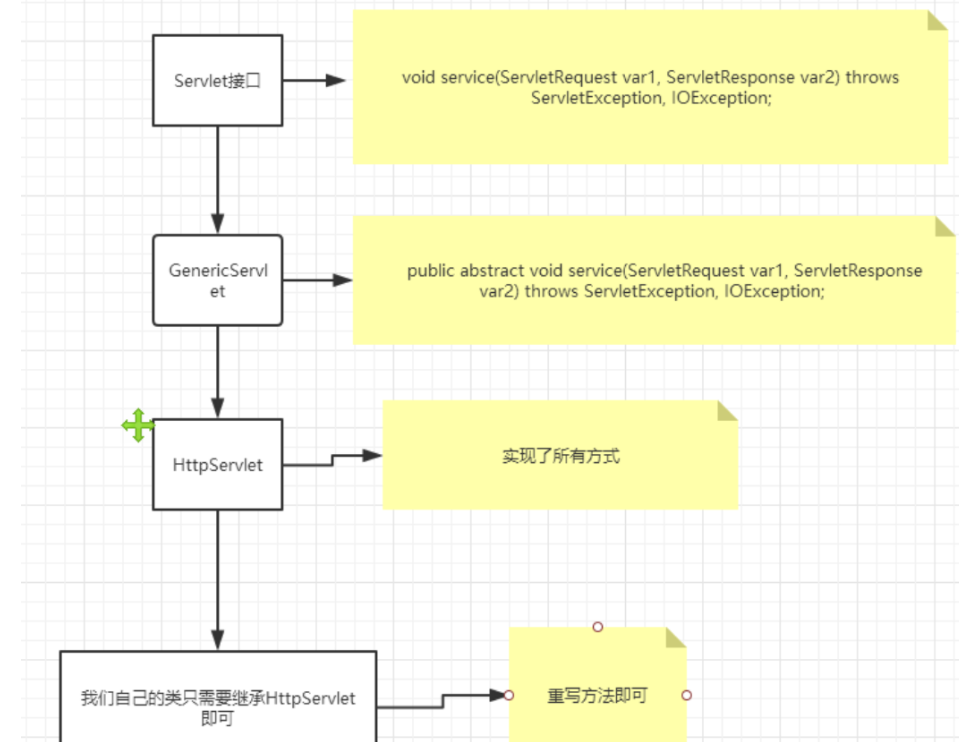 Servlet接口
void service(ServletRequest var1, ServletResponse var2) throws
ServletException, IOException;
GenericServl
et
public abstract void service(ServletRequest var1, ServletResponse
var2) throws ServletException, IOException;
HttpServlet
实现了所有方式
我们自己的类只需要继承HttpServlet
即可
重写方法即可